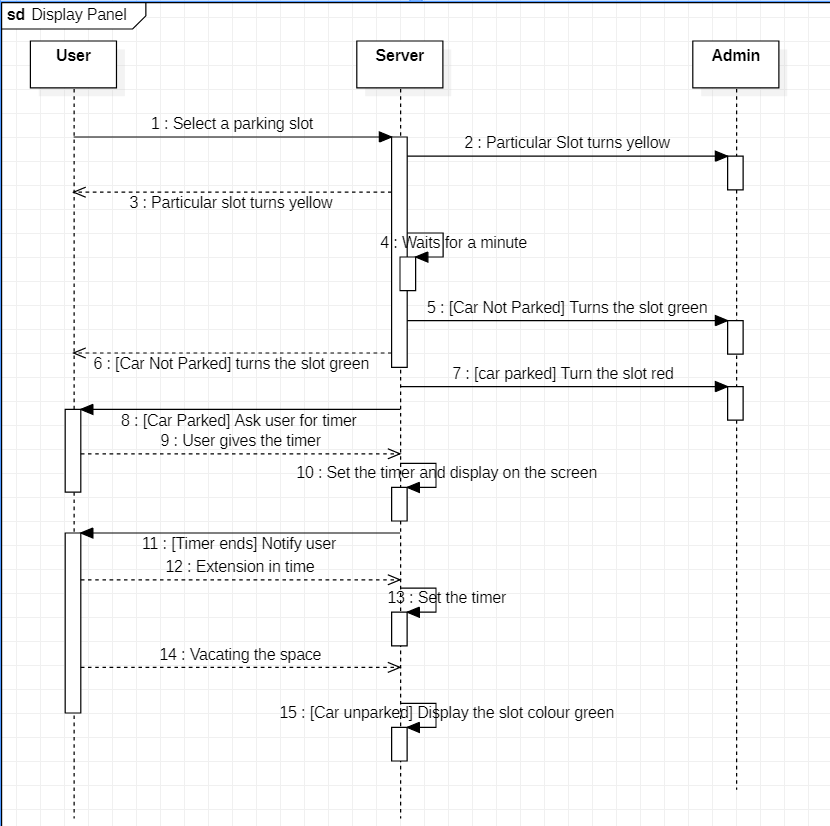 sd Display Panel
User
Server
Admin
1 : Select a parking slot
2 : Particular Slot turns yellow
3 : Particular slot turns yellow
4 : Waits for a minute
5 : [Car Not Parked] Turns the slot green
6 : [Car Not Parked] turns the slot green
7 : [car parked] Turn the slot red
8 : [Car Parked] Ask user for timer
9 : User gives the timer
10 : Set the timer and display on the screen
11 : [Timer ends] Notify user
12 : Extension in time
13 : Set the timer
14 : Vacating the space
15 : [Car unparked] Display the slot colour green